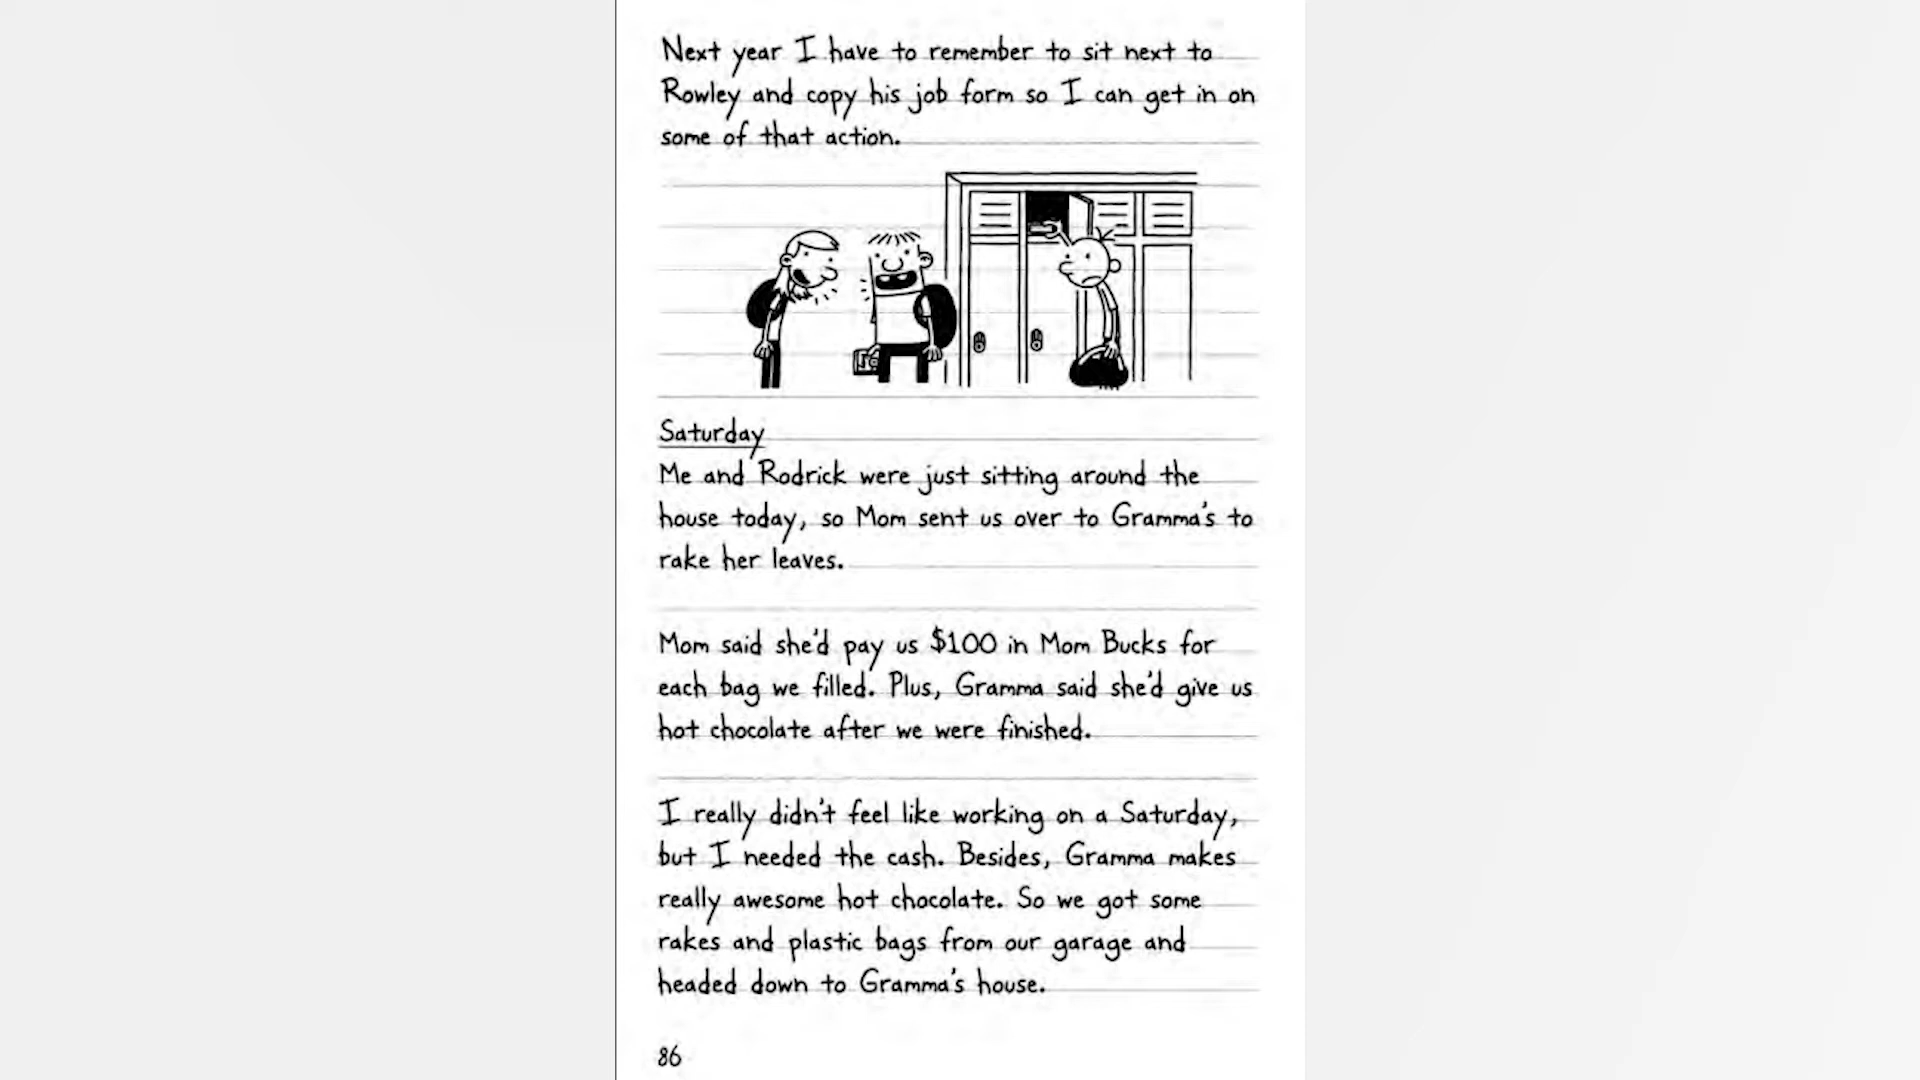 Next year I have to remember to sit next to
Rowley and copy his job form so I can get in on
some of that action.
Saturday
Me and Rodrick were just sitting around the
house today, so Mom sent us over to Gramma's to
rake her leaves.
Mom said she'd pay us $100 in Mom Bucks for
each bag we filled. Plus, Gramma said she'd give us
hot chocolate after we were finished.
I really didn't feel like working on a Saturday,
but I needed the cash. Besides, Gramma makes
really awesome hot chocolate. So we got some
rakes and plastic bags from our garage and
headed down to Gramma's house.
86